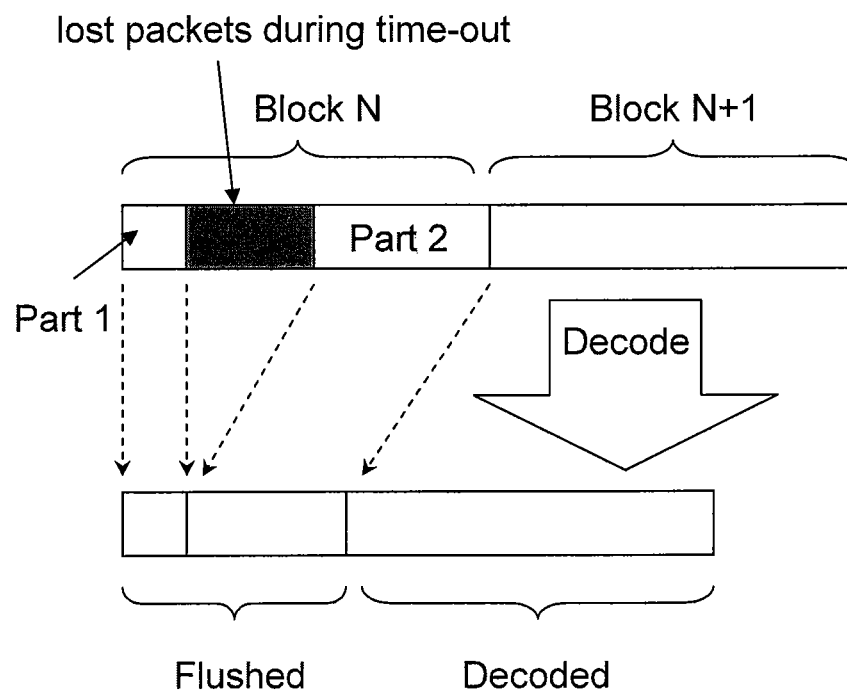 lost packets during time-out
Block N
Block N+1
Part 2
Part 1
Decode
Flushed
Decoded